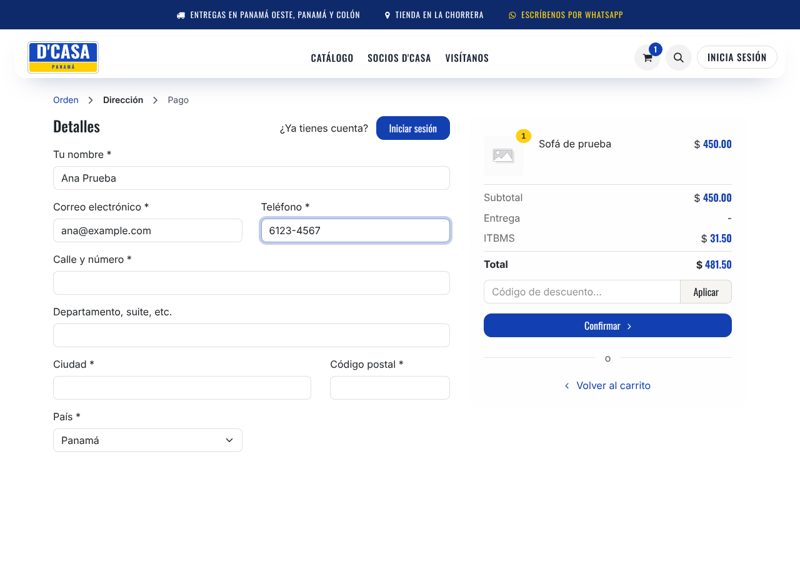 ENTREGAS EN PANAMÁ OESTE, PANAMÁ Y COLÓN
TIENDA EN LA CHORRERA
ESCRÍBENOS POR WHATSAPP
D'CASA
PANAMÁ
CATÁLOGO
SOCIOS D'CASA
VISÍTANOS
1
INICIA SESIÓN
Orden > Dirección > Pago
Detalles
¿Ya tienes cuenta?
Iniciar sesión
Tu nombre *
Ana Prueba
Correo electrónico *
ana@example.com
Teléfono *
6123-4567
Calle y número *
Departamento, suite, etc.
Ciudad *
Código postal *
País *
Panamá
1
Sofá de prueba
$ 450.00
Subtotal
$ 450.00
Entrega
-
ITBMS
$ 31.50
Total
$ 481.50
Código de descuento...
Aplicar
Confirmar >
o
< Volver al carrito